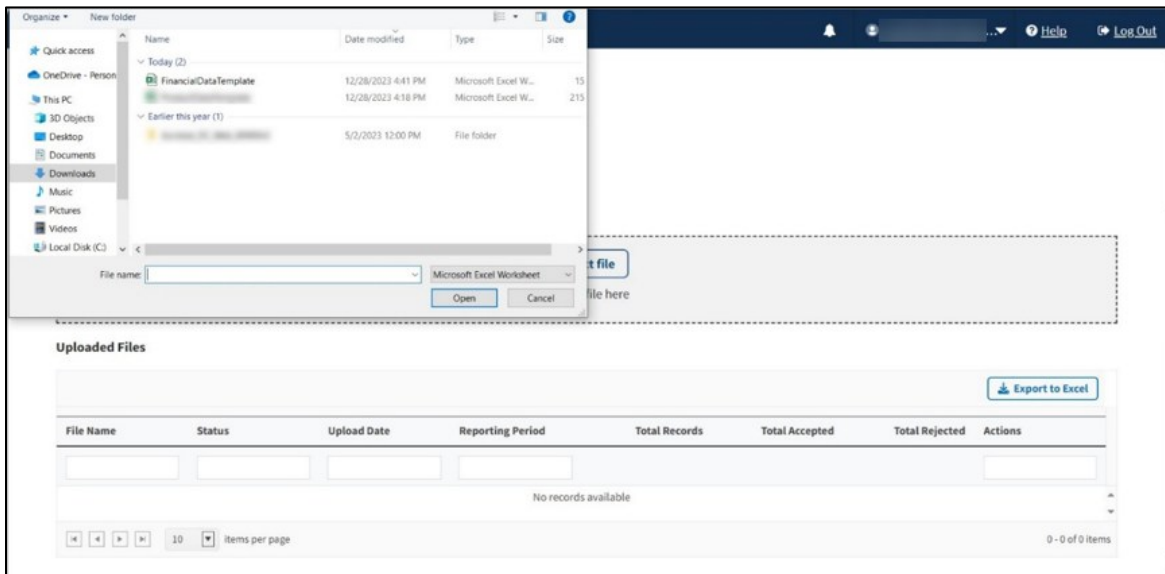 Organize New folder
Name Date modified Type Size
Quick access
OneDrive - Person
This PC
3D Objects
Desktop
Documents
Downloads
Music
Pictures
Videos
Local Disk (C:)
Today (2)
FinancialDataTemplate 12/28/2023 4:41 PM Microsoft Excel W... 15
12/28/2023 4:18 PM Microsoft Excel W... 215
Earlier this year (1)
5/2/2023 12:00 PM File folder
File name: Microsoft Excel Worksheet
Open Cancel
... Help Log Out
t file
file here
Uploaded Files
Export to Excel
File Name Status Upload Date Reporting Period Total Records Total Accepted Total Rejected Actions
No records available
10 items per page 0 - 0 of 0 items